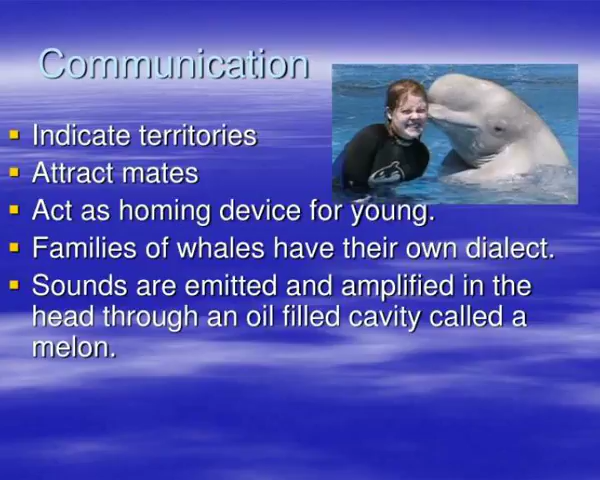 Communication
Indicate territories
Attract mates
Act as homing device for young.
Families of whales have their own dialect.
Sounds are emitted and amplified in the
head through an oil filled cavity called a
melon.